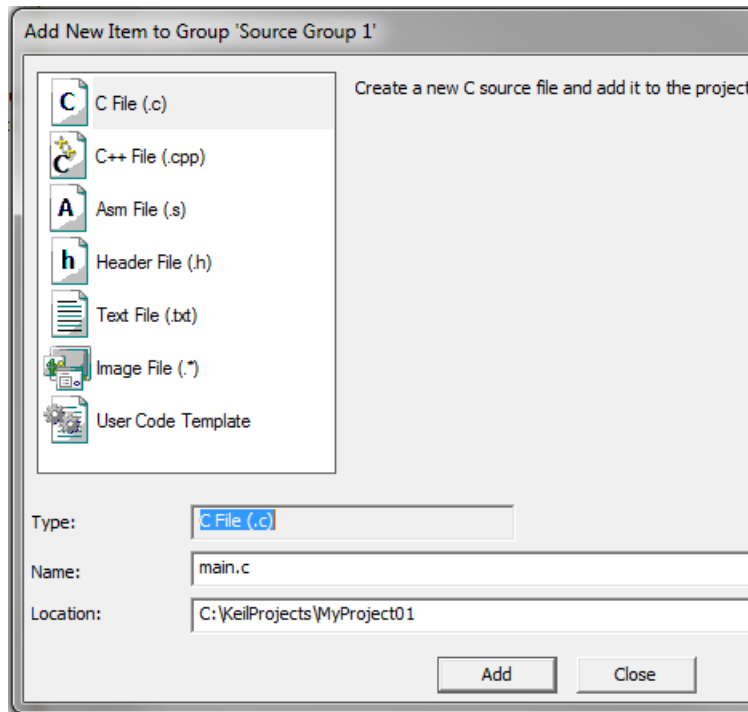 Add New Item to Group 'Source Group 1'
C File (.c)
Create a new C source file and add it to the project
C++ File (.cpp)
Asm File (.s)
Header File (.h)
Text File (.txt)
Image File (.*)
User Code Template
Type:
C File (.c)
Name:
main.c
Location:
C:\KeilProjects\MyProject01
Add
Close